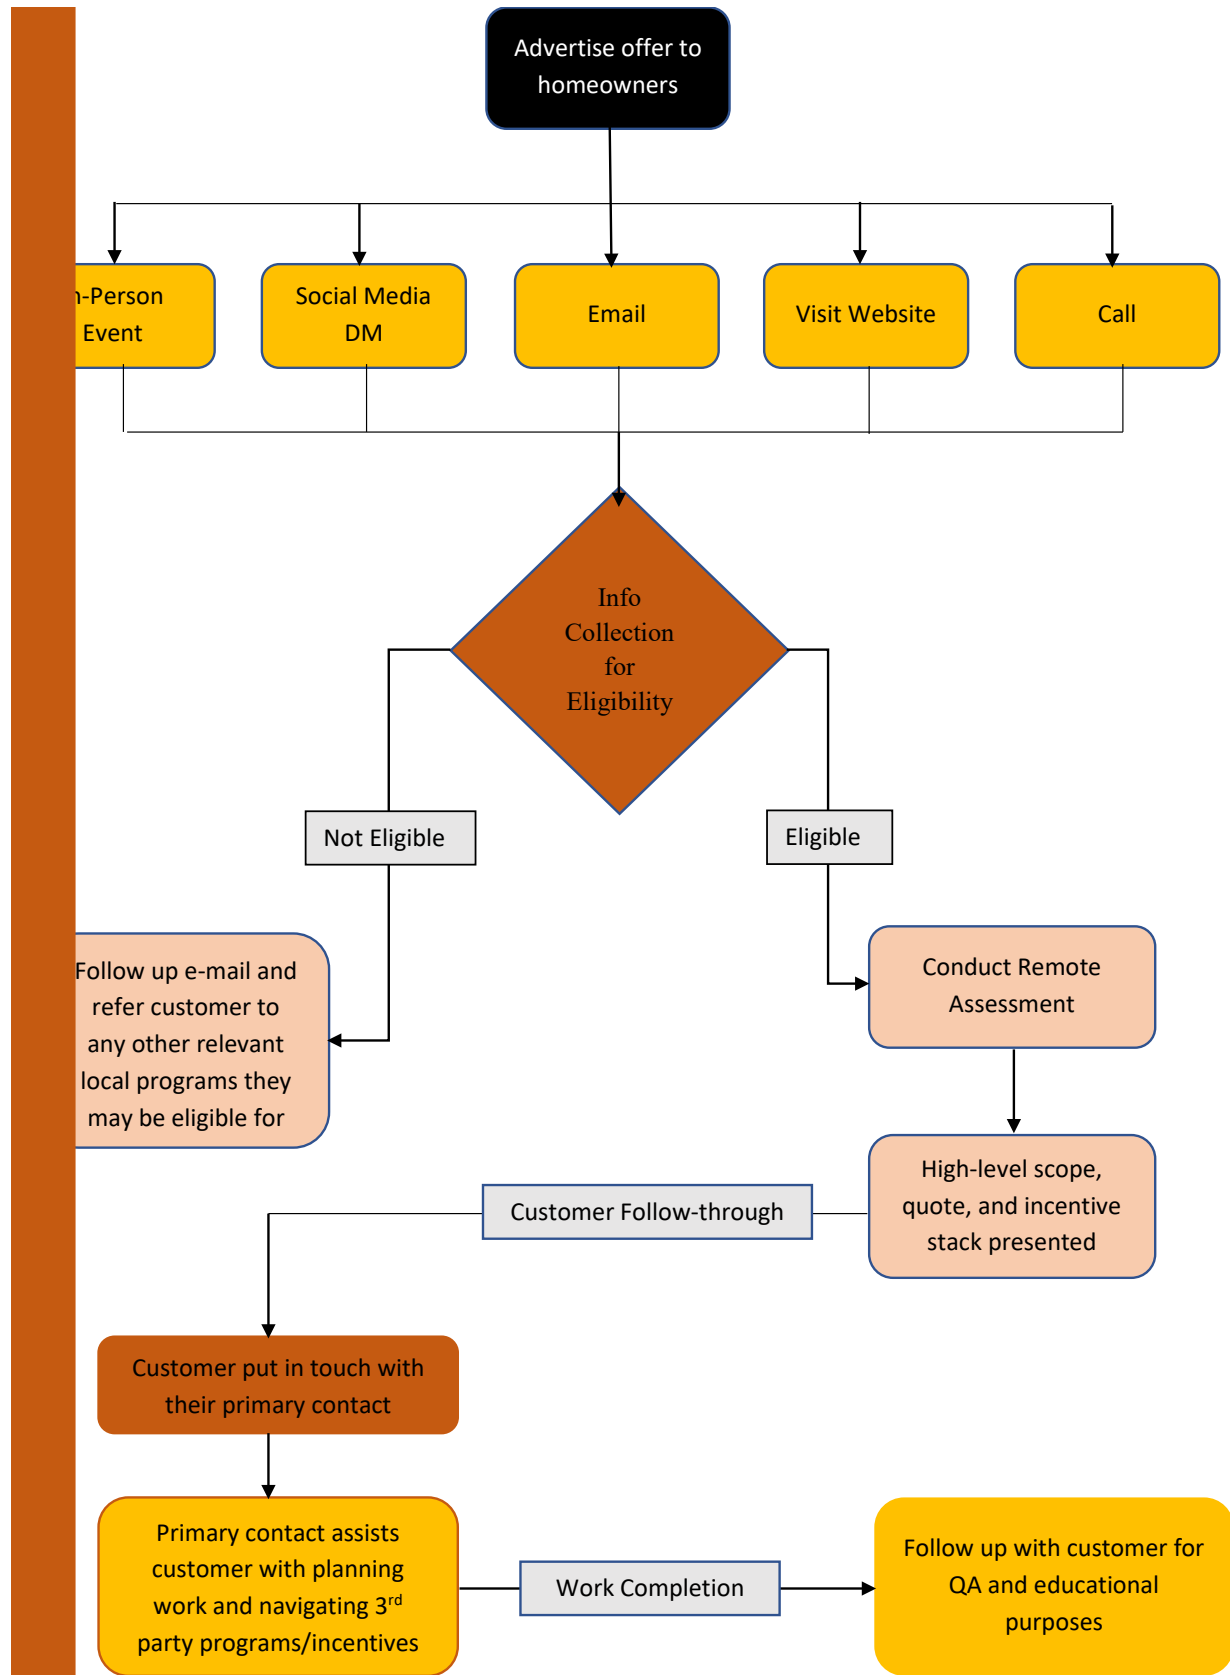 Advertise offer to
homeowners
n-Person
Event
Social Media
DM
Email
Visit Website
Call
Info
Collection
for
Eligibility
Not Eligible
Eligible
Follow up e-mail and
refer customer to
any other relevant
local programs they
may be eligible for
Conduct Remote
Assessment
High-level scope,
quote, and incentive
stack presented
Customer Follow-through
Customer put in touch with
their primary contact
Primary contact assists
customer with planning
work and navigating 3rd
party programs/incentives
Work Completion
Follow up with customer for
QA and educational
purposes